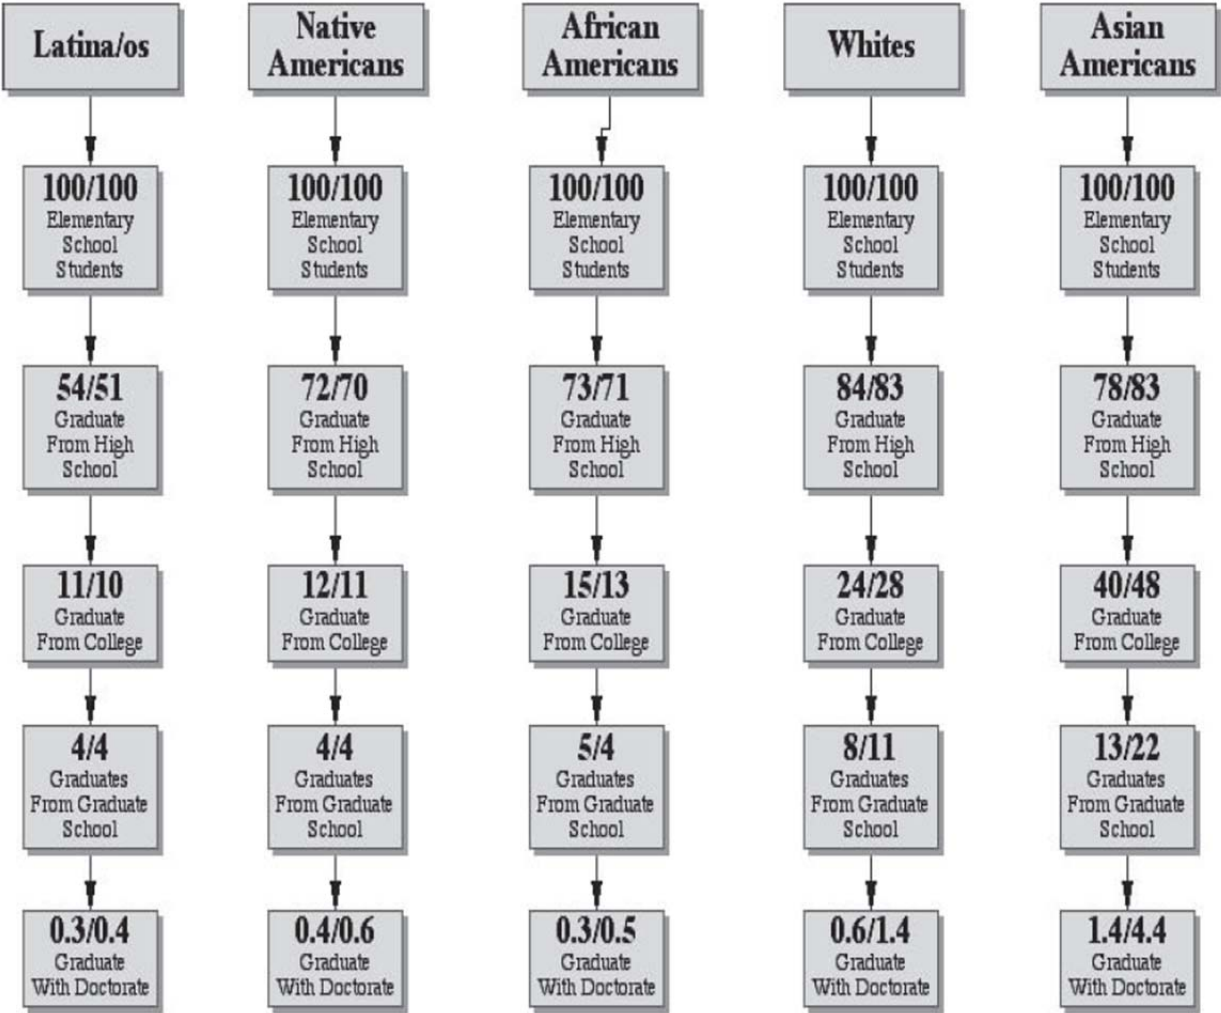 Latina/os
Native
Americans
African
Americans
Whites
Asian
Americans
100/100
Elementary
School
Students
100/100
Elementary
School
Students
100/100
Elementary
School
Students
100/100
Elementary
School
Students
100/100
Elementary
School
Students
54/51
Graduate
From High
School
72/70
Graduate
From High
School
73/71
Graduate
From High
School
84/83
Graduate
From High
School
78/83
Graduate
From High
School
11/10
Graduate
From College
12/11
Graduate
From College
15/13
Graduate
From College
24/28
Graduate
From College
40/48
Graduate
From College
4/4
Graduates
From Graduate
School
4/4
Graduates
From Graduate
School
5/4
Graduates
From Graduate
School
8/11
Graduates
From Graduate
School
13/22
Graduates
From Graduate
School
0.3/0.4
Graduate
With Doctorate
0.4/0.6
Graduate
With Doctorate
0.3/0.5
Graduate
With Doctorate
0.6/1.4
Graduate
With Doctorate
1.4/4.4
Graduate
With Doctorate